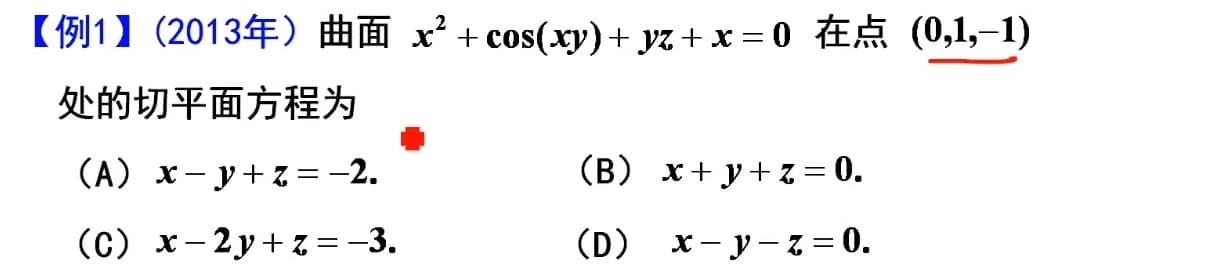 【例1】(2013年) 曲面 x² + cos(xy) + yz + x = 0 在点 (0,1,−1)
处的切平面方程为
(A) x − y + z = −2. (B) x + y + z = 0.
(C) x − 2y + z = −3. (D) x − y − z = 0.